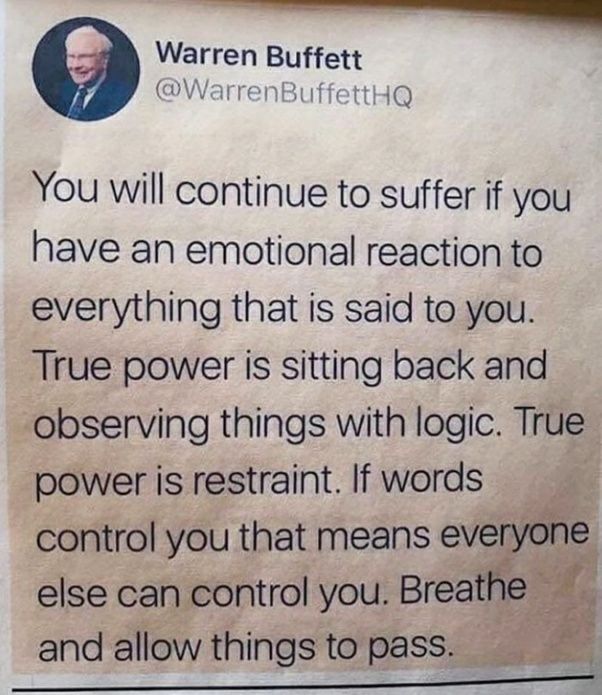 Warren Buffett
@WarrenBuffettHQ
You will continue to suffer if you
have an emotional reaction to
everything that is said to you.
True power is sitting back and
observing things with logic. True
power is restraint. If words
control you that means everyone
else can control you. Breathe
and allow things to pass.